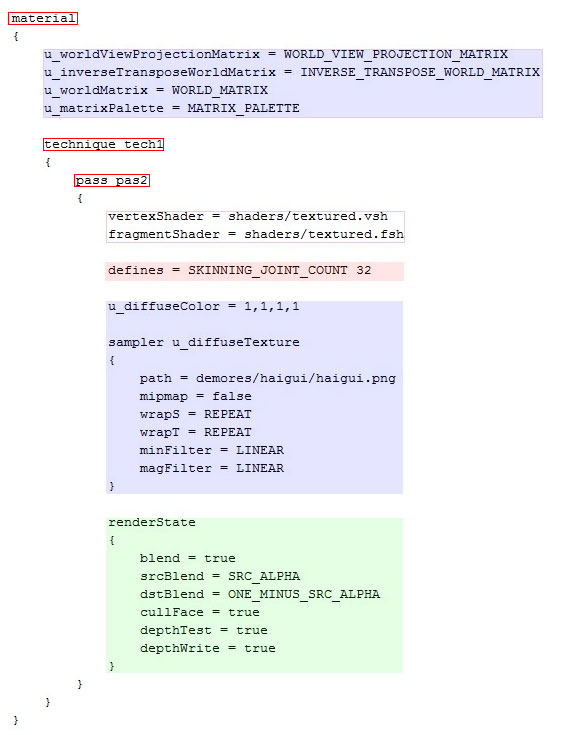 material
{
u_worldViewProjectionMatrix = WORLD_VIEW_PROJECTION_MATRIX
u_inverseTransposeWorldMatrix = INVERSE_TRANSPOSE_WORLD_MATRIX
u_worldMatrix = WORLD_MATRIX
u_matrixPalette = MATRIX_PALETTE
technique tech1
{
pass pas2
{
vertexShader = shaders/textured.vsh
fragmentShader = shaders/textured.fsh
defines = SKINNING_JOINT_COUNT 32
u_diffuseColor = 1,1,1,1
sampler u_diffuseTexture
{
path = demores/haigui/haigui.png
mipmap = false
wrapS = REPEAT
wrapT = REPEAT
minFilter = LINEAR
magFilter = LINEAR
}
renderState
{
blend = true
srcBlend = SRC_ALPHA
dstBlend = ONE_MINUS_SRC_ALPHA
cullFace = true
depthTest = true
depthWrite = true
}
}
}
}